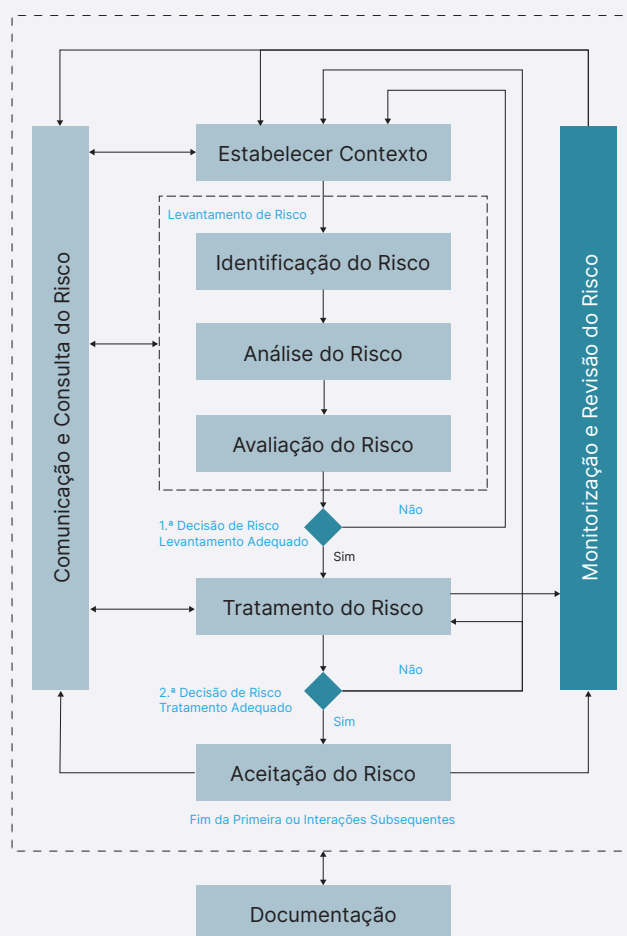 Estabelecer Contexto
Levantamento de Risco
Identificação do Risco
Análise do Risco
Avaliação do Risco
Não
1.ª Decisão de Risco
Levantamento Adequado
Sim
Tratamento do Risco
Não
2.ª Decisão de Risco
Tratamento Adequado
Sim
Aceitação do Risco
Fim da Primeira ou Interações Subsequentes
Documentação
Comunicação e Consulta do Risco
Monitorização e Revisão do Risco